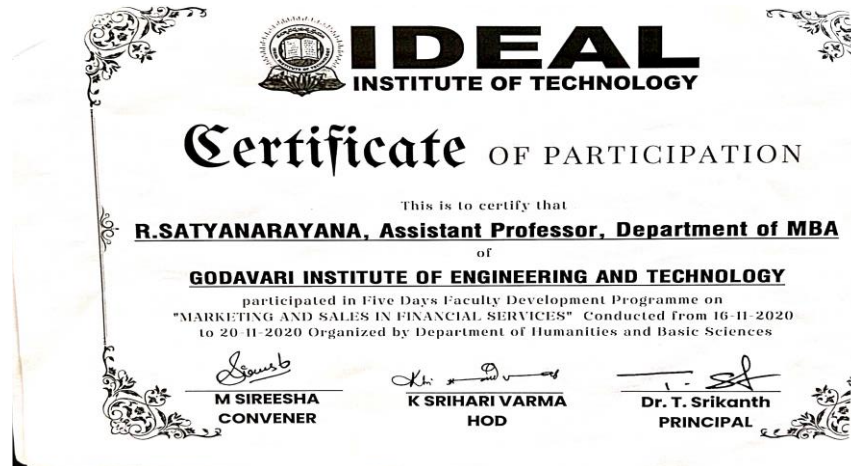 IDEAL
INSTITUTE OF TECHNOLOGY
Certificate OF PARTICIPATION
This is to certify that
R.SATYANARAYANA, Assistant Professor, Department of MBA
of
GODAVARI INSTITUTE OF ENGINEERING AND TECHNOLOGY
participated in Five Days Faculty Development Programme on
"MARKETING AND SALES IN FINANCIAL SERVICES" Conducted from 16-11-2020
to 20-11-2020 Organized by Department of Humanities and Basic Sciences
M SIREESHA
CONVENER
K SRIHARI VARMA
HOD
Dr. T. Srikanth
PRINCIPAL